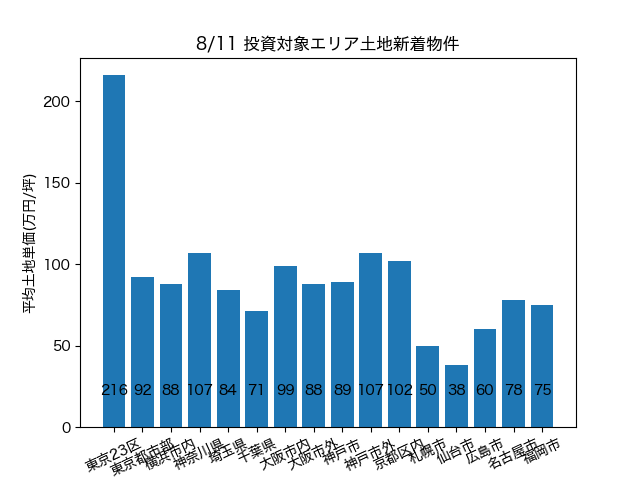 8/11 投資対象エリア土地新着物件
平均土地単価(万円/坪)
200
150
100
50
0
216 92 88 107 84 71 99 88 89 107 102 50 38 60 78 75
東京23区 東京都市部 横浜市内 神奈川県 埼玉県 千葉県 大阪市内 大阪市外 神戸市 神戸市外 京都区内 札幌市 仙台市 広島市 名古屋市 福岡市